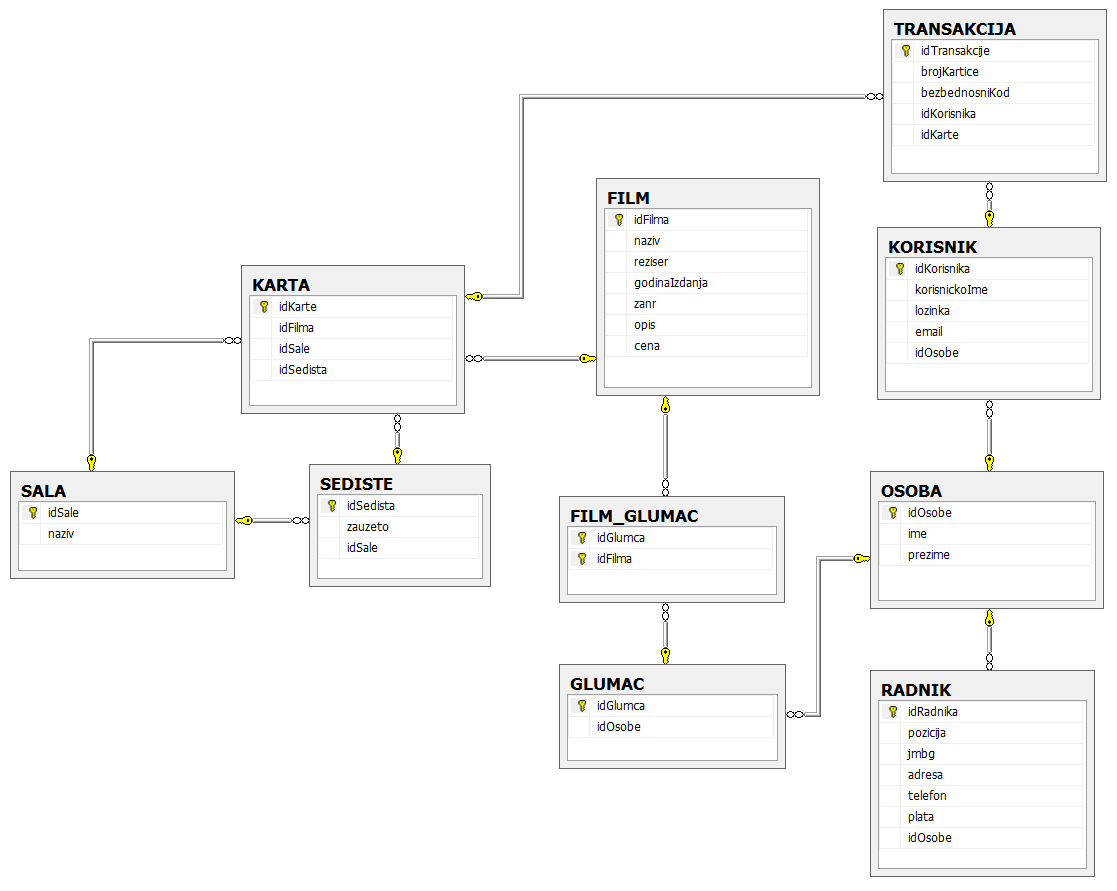 TRANSAKCIJA
idTransakcije
brojKartice
bezbednosniKod
idKorisnika
idKarte
FILM
idFilma
naziv
reziser
godinaIzdanja
zanr
opis
cena
KORISNIK
idKorisnika
korisnickoIme
lozinka
email
idOsobe
KARTA
idKarte
idFilma
idSale
idSedista
SALA
idSale
naziv
SEDISTE
idSedista
zauzeto
idSale
FILM_GLUMAC
idGlumca
idFilma
OSOBA
idOsobe
ime
prezime
GLUMAC
idGlumca
idOsobe
RADNIK
idRadnika
pozicija
jmbg
adresa
telefon
plata
idOsobe